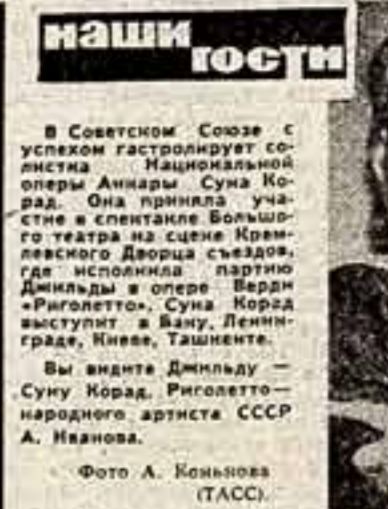 наши
гости
В Советском Союзе с
успехом гастролирует со-
листка Национальной
оперы Анкары Суна Ко-
рад. Она приняла уча-
стие в спектакле Большо-
го театра на сцене Крем-
левского Дворца съездов,
где исполнила партию
Джильды в опере Верди
«Риголетто». Суна Корад
выступит в Баку, Ленин-
граде, Киеве, Ташкенте.
Вы видите Джильду —
Суну Корад, Риголетто —
народного артиста СССР
А. Иванова.
Фото А. Конькова
(ТАСС).